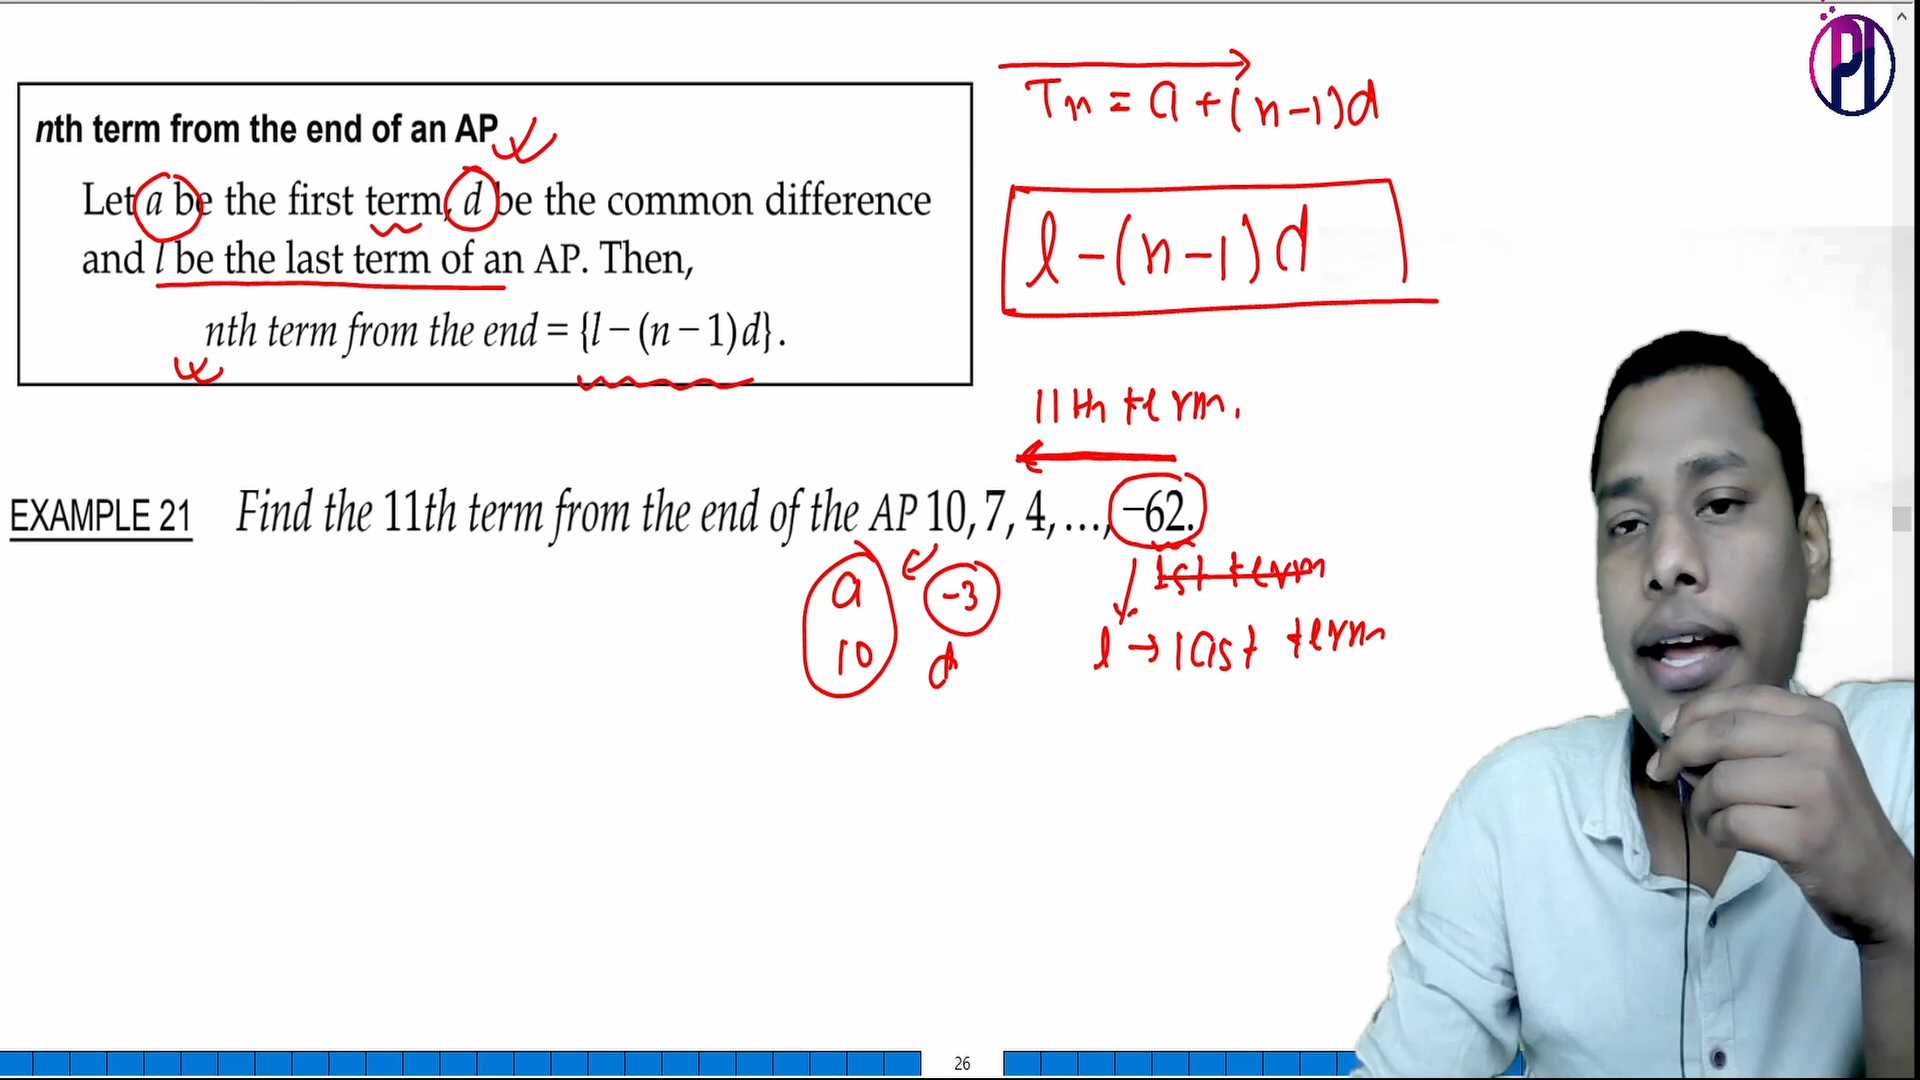 PI
nth term from the end of an AP
Let a be the first term, d be the common difference
and l be the last term of an AP. Then,
nth term from the end = {l – (n – 1)d}.
Tn = a + (n-1)d
l - (n-1)d
11th term.
EXAMPLE 21 Find the 11th term from the end of the AP 10, 7, 4, ..., –62.
a
10
-3
d
1st term
l → last term
26